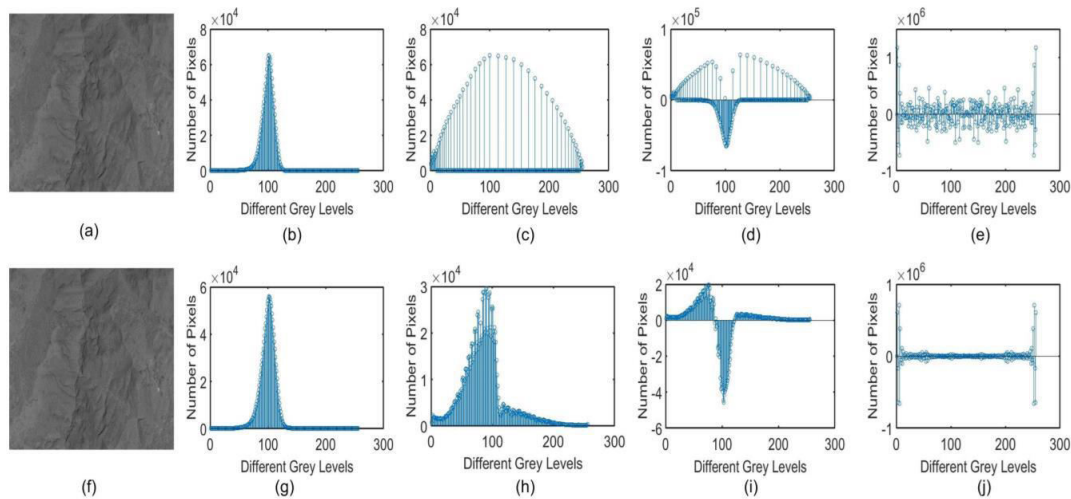 ×10⁴
8
6
4
2
0
0 100 200 300
Number of Pixels
Different Grey Levels
×10⁴
8
6
4
2
0
0 100 200 300
Number of Pixels
Different Grey Levels
×10⁵
1
0
-1
0 100 200 300
Number of Pixels
Different Grey Levels
×10⁶
1
0
-1
0 100 200 300
Number of Pixels
Different Grey Levels
(a)
(b)
(c)
(d)
(e)
×10⁴
6
4
2
0
0 100 200 300
Number of Pixels
Different Grey Levels
×10⁴
3
2
1
0
0 100 200 300
Number of Pixels
Different Grey Levels
×10⁴
2
0
-2
-4
-6
0 100 200 300
Number of Pixels
Different Grey Levels
×10⁶
1
0
-1
0 100 200 300
Number of Pixels
Different Grey Levels
(f)
(g)
(h)
(i)
(j)